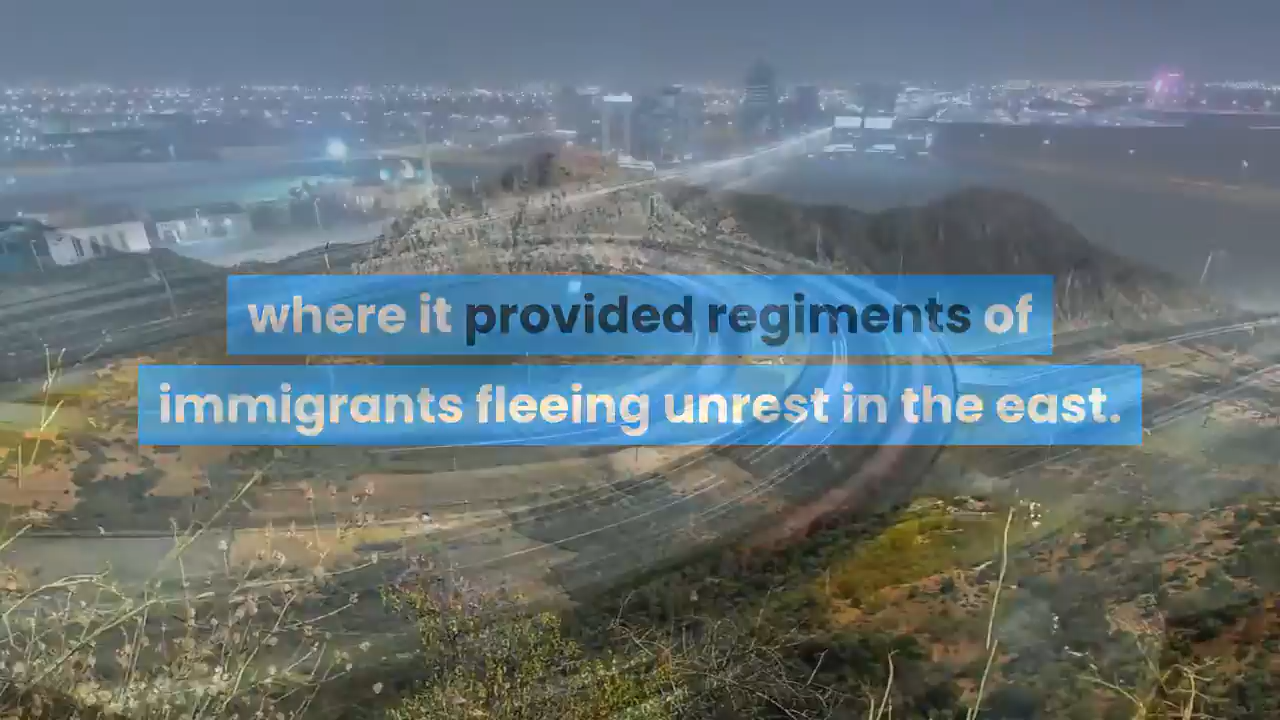 where it provided regiments of
immigrants fleeing unrest in the east.